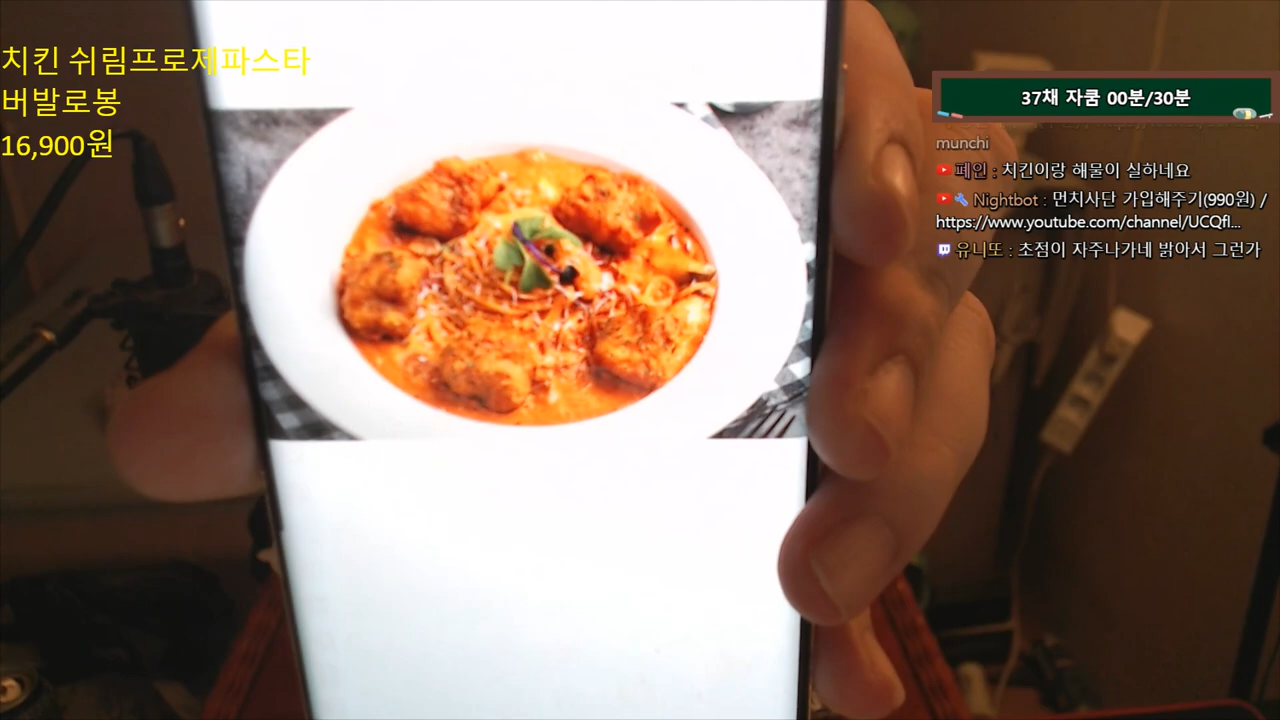 치킨 쉬림프로제파스타
버발로봉
16,900원
37채 자쿰 00분/30분
munchi
페인 : 치킨이랑 해물이 실하네요
Nightbot : 먼치사단 가입해주기(990원) /
https://www.youtube.com/channel/UCQfl...
유니또 : 초점이 자주나가네 밝아서 그런가